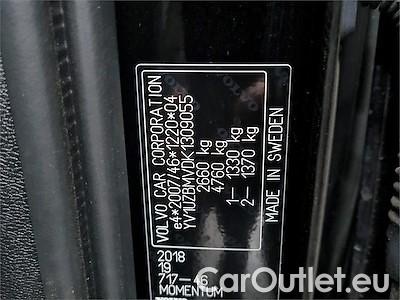 VOLVO CAR CORPORATION
e4*2007/46*1220*04
YV1UZBMVDK1309055
2660 kg
4760 kg
1- 1330 kg
2- 1370 kg
MADE IN SWEDEN
2018
19
717-46
MOMENTUM
CarOutlet.eu